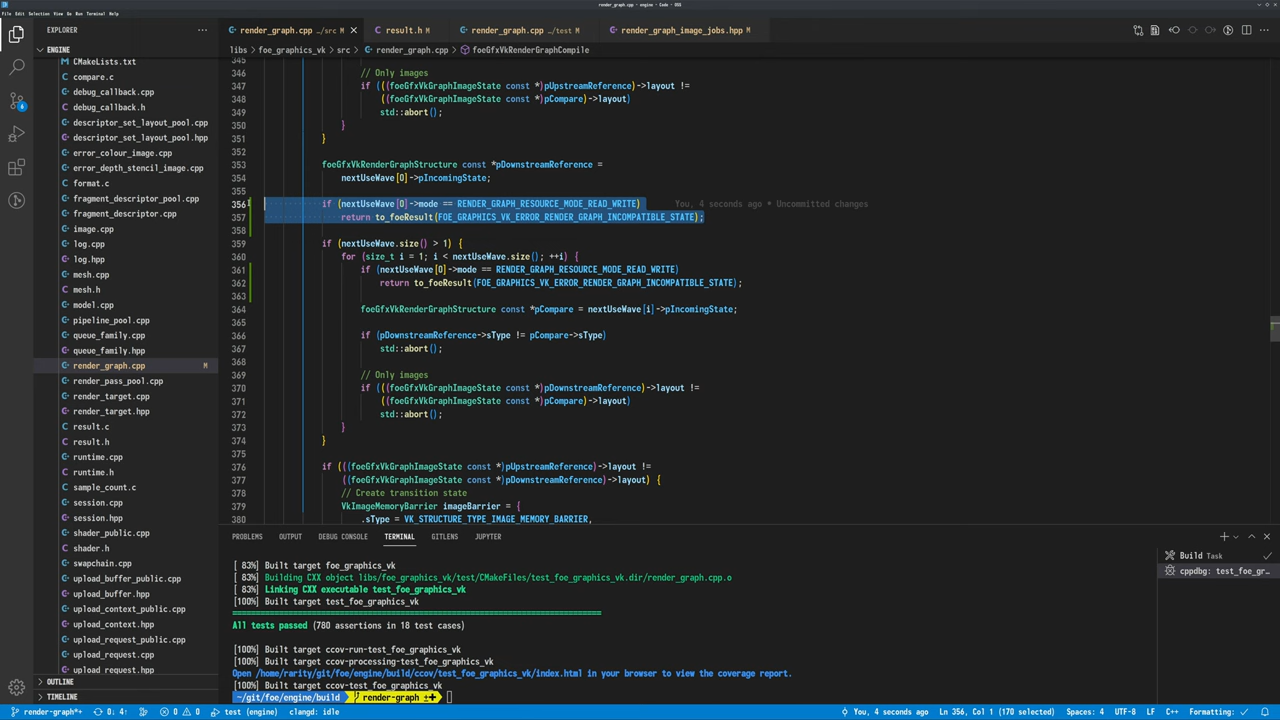 render_graph.cpp - engine - Code - OSS
File Edit Selection View Go Run Terminal Help
EXPLORER
ENGINE
CMakeLists.txt
compare.c
debug_callback.cpp
debug_callback.h
descriptor_set_layout_pool.cpp
descriptor_set_layout_pool.hpp
error_colour_image.cpp
error_depth_stencil_image.cpp
format.c
fragment_descriptor_pool.cpp
fragment_descriptor.cpp
image.cpp
log.cpp
log.hpp
mesh.cpp
mesh.h
model.cpp
pipeline_pool.cpp
queue_family.cpp
queue_family.hpp
render_graph.cpp M
render_pass_pool.cpp
render_target.cpp
render_target.hpp
result.c
result.h
runtime.cpp
runtime.h
sample_count.c
session.cpp
session.hpp
shader_public.cpp
shader.h
swapchain.cpp
upload_buffer_public.cpp
upload_buffer.hpp
upload_context_public.cpp
upload_context.hpp
upload_request_public.cpp
upload_request.cpp
upload_request.hpp
OUTLINE
TIMELINE
render_graph.cpp ~/src M
result.h
render_graph.cpp ~/test
render_graph_image_jobs.hpp
libs > foe_graphics_vk > src > render_graph.cpp > foeGfxVkRenderGraphCompile
345
346 // Only images
347 if (((foeGfxVkGraphImageState const *)pUpstreamReference)->layout !=
348 ((foeGfxVkGraphImageState const *)pCompare)->layout)
349 std::abort();
350 }
351 }
352
353 foeGfxVkRenderGraphStructure const *pDownstreamReference =
354 nextUseWave[0]->pIncomingState;
355
356 if (nextUseWave[0]->mode == RENDER_GRAPH_RESOURCE_MODE_READ_WRITE) You, 4 seconds ago • Uncommitted changes
357 return to_foeResult(FOE_GRAPHICS_VK_ERROR_RENDER_GRAPH_INCOMPATIBLE_STATE);
358
359 if (nextUseWave.size() > 1) {
360 for (size_t i = 1; i < nextUseWave.size(); ++i) {
361 if (nextUseWave[0]->mode == RENDER_GRAPH_RESOURCE_MODE_READ_WRITE)
362 return to_foeResult(FOE_GRAPHICS_VK_ERROR_RENDER_GRAPH_INCOMPATIBLE_STATE);
363
364 foeGfxVkRenderGraphStructure const *pCompare = nextUseWave[i]->pIncomingState;
365
366 if (pDownstreamReference->sType != pCompare->sType)
367 std::abort();
368
369 // Only images
370 if (((foeGfxVkGraphImageState const *)pDownstreamReference)->layout !=
371 ((foeGfxVkGraphImageState const *)pCompare)->layout)
372 std::abort();
373 }
374 }
375
376 if (((foeGfxVkGraphImageState const *)pUpstreamReference)->layout !=
377 ((foeGfxVkGraphImageState const *)pDownstreamReference)->layout) {
378 // Create transition state
379 VkImageMemoryBarrier imageBarrier = {
380 .sType = VK_STRUCTURE_TYPE_IMAGE_MEMORY_BARRIER,
PROBLEMS OUTPUT DEBUG CONSOLE TERMINAL GITLENS JUPYTER
[ 83%] Built target foe_graphics_vk
[ 83%] Building CXX object libs/foe_graphics_vk/test/CMakeFiles/test_foe_graphics_vk.dir/render_graph.cpp.o
[ 83%] Linking CXX executable test_foe_graphics_vk
[100%] Built target test_foe_graphics_vk
All tests passed (780 assertions in 18 test cases)
[100%] Built target ccov-run-test_foe_graphics_vk
[100%] Built target ccov-processing-test_foe_graphics_vk
Open /home/rarity/git/foe/engine/build/ccov/test_foe_graphics_vk/index.html in your browser to view the coverage report.
[100%] Built target ccov-test_foe_graphics_vk
~/git/foe/engine/build render-graph
Build Task
cppdbg: test_foe_gr...
render-graph*+ 0↓ 4↑ 0 0 test (engine) clangd: idle
You, 4 seconds ago Ln 356, Col 1 (170 selected) Spaces: 4 UTF-8 LF C++ Formatting: ✓